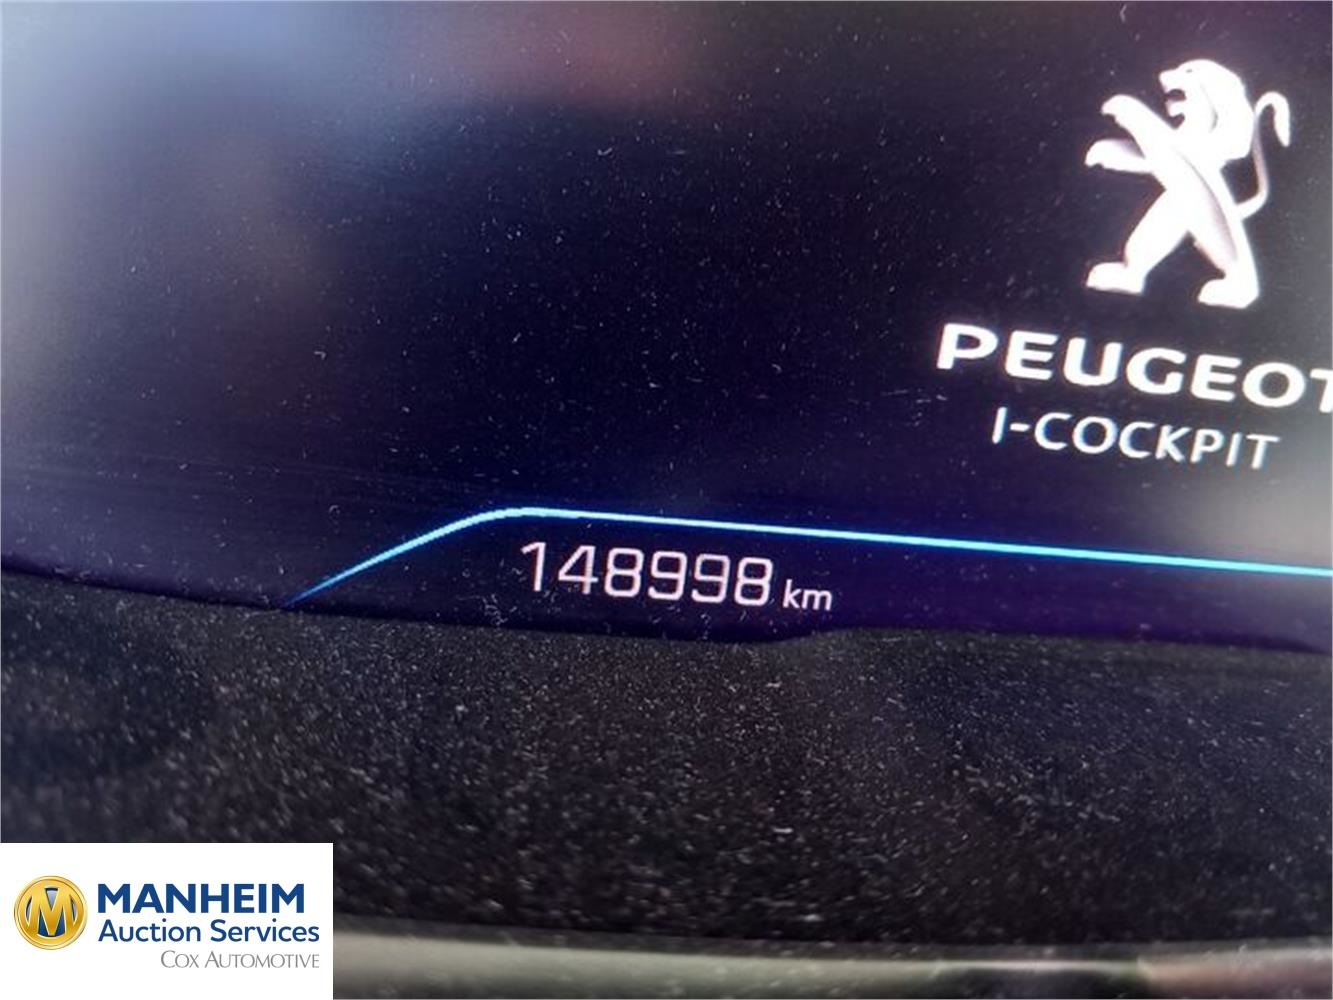 PEUGEOT
I-COCKPIT
148998 km
MANHEIM
Auction Services
COX AUTOMOTIVE